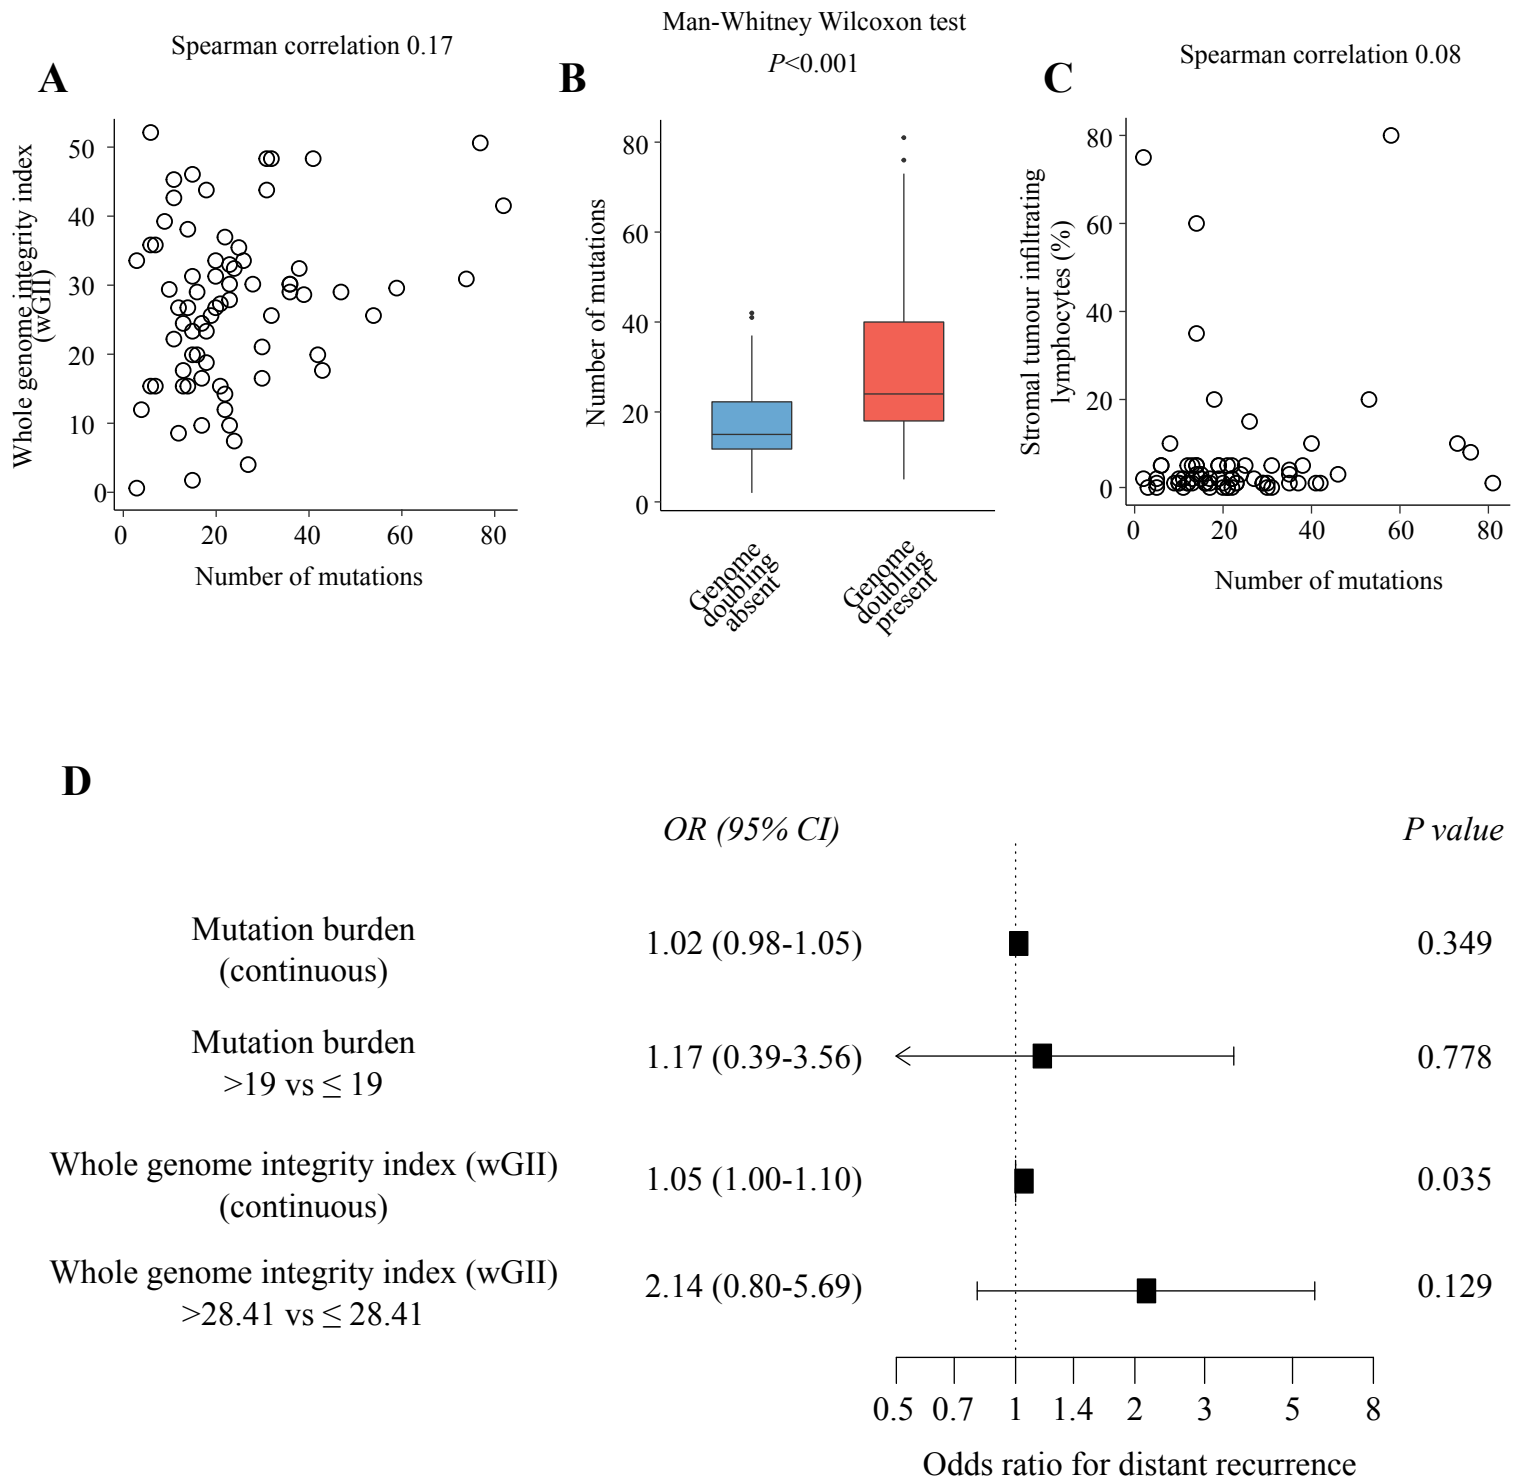 Spearman correlation 0.17
A
Whole genome integrity index
(wGII)
50
40
30
20
10
0
0 20 40 60 80
Number of mutations
Man-Whitney Wilcoxon test
P<0.001
B
Number of mutations
80
60
40
20
0
Genome
doubling
absent
Genome
doubling
present
Spearman correlation 0.08
C
Stromal tumour infiltrating
lymphocytes (%)
80
60
40
20
0
0 20 40 60 80
Number of mutations
D
OR (95% CI) P value
Mutation burden
(continuous)
1.02 (0.98-1.05) 0.349
Mutation burden
>19 vs ≤ 19
1.17 (0.39-3.56) 0.778
Whole genome integrity index (wGII)
(continuous)
1.05 (1.00-1.10) 0.035
Whole genome integrity index (wGII)
>28.41 vs ≤ 28.41
2.14 (0.80-5.69) 0.129
0.5 0.7 1 1.4 2 3 5 8
Odds ratio for distant recurrence